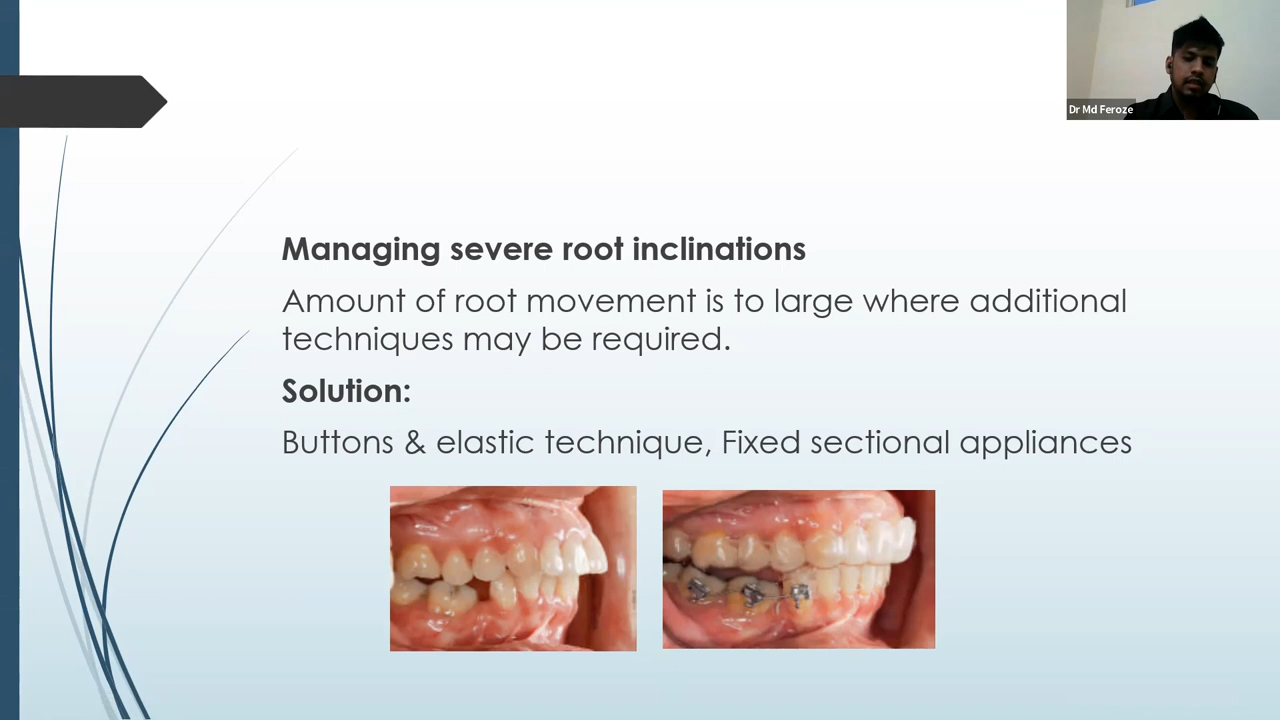 Dr Md Feroze
Managing severe root inclinations
Amount of root movement is to large where additional
techniques may be required.
Solution:
Buttons & elastic technique, Fixed sectional appliances